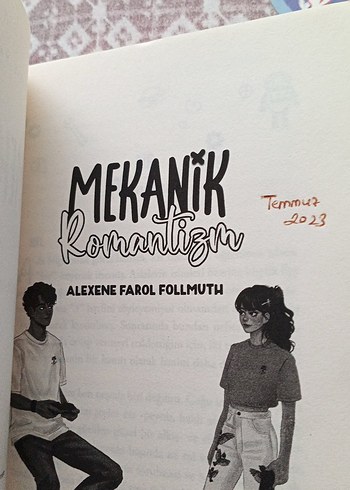 MEKANİK
Romantizm
ALEXENE FAROL FOLLMUTH
Temmuz
2023